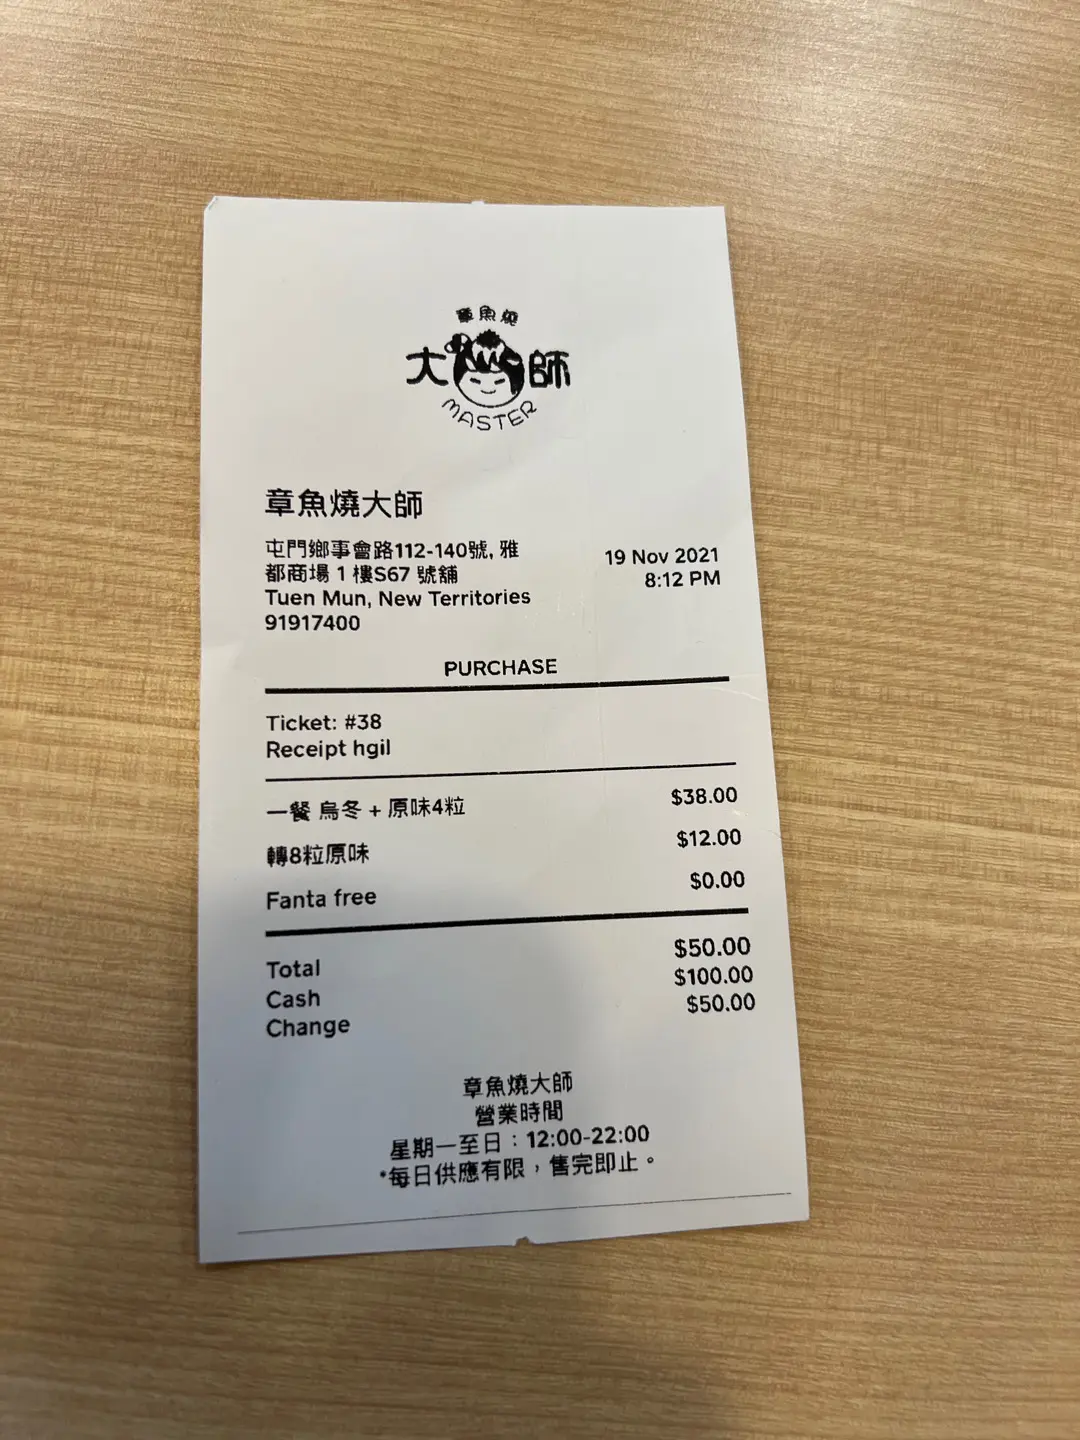 章魚燒
大師
MASTER
章魚燒大師
屯門鄉事會路112-140號, 雅
都商場 1 樓S67 號舖
Tuen Mun, New Territories
91917400
19 Nov 2021
8:12 PM
PURCHASE
Ticket: #38
Receipt hgil
一餐 烏冬 + 原味4粒 $38.00
轉8粒原味 $12.00
Fanta free $0.00
Total $50.00
Cash $100.00
Change $50.00
章魚燒大師
營業時間
星期一至日：12:00-22:00
*每日供應有限，售完即止。